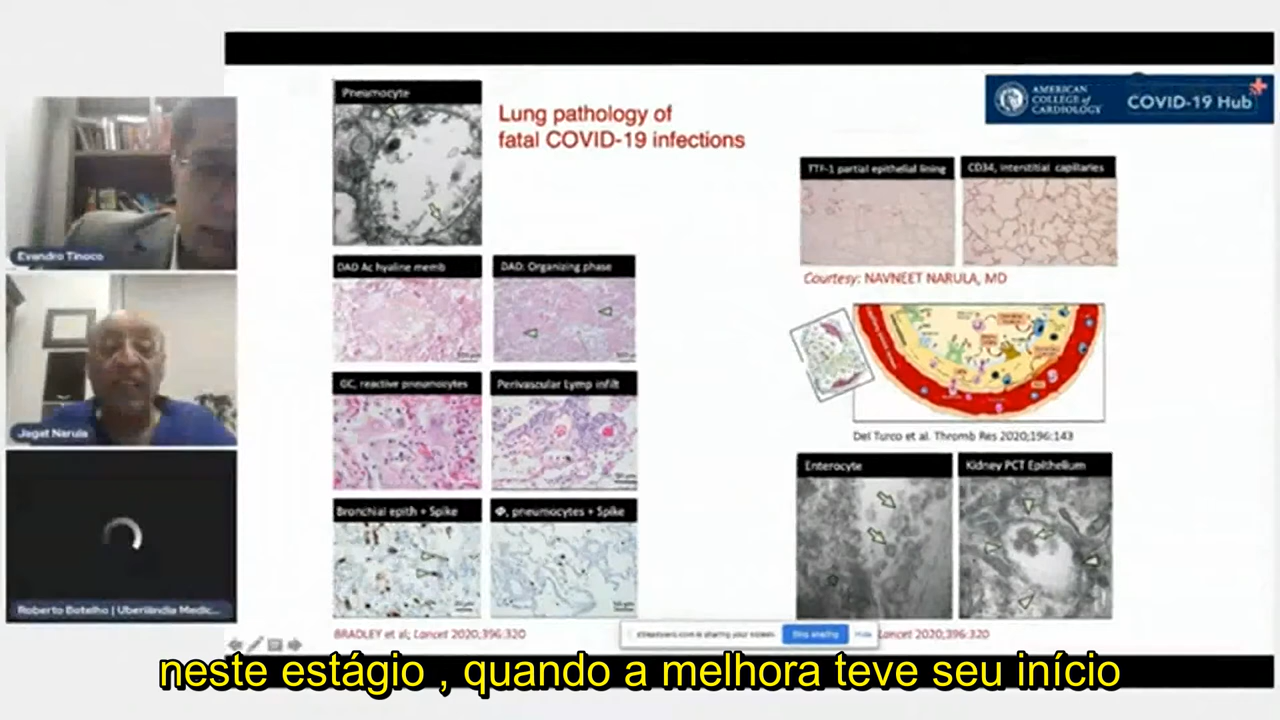 Pneumocyte
Lung pathology of
fatal COVID-19 infections
AMERICAN
COLLEGE of
CARDIOLOGY
COVID-19 Hub
TTF-1 partial epithelial lining
CD34, interstitial capillaries
Courtesy: NAVNEET NARULA, MD
Evandro Tinoco
DAD Ac hyaline memb
DAD: Organizing phase
GC, reactive pneumocytes
Perivascular Lymp infilt
Jagat Narula
Del Turco et al. Thromb Res 2020;196:143
Enterocyte
Kidney PCT Epithelium
Bronchial epith + Spike
Φ, pneumocytes + Spike
Roberto Botelho | Uberlândia Medic...
BRADLEY et al; Lancet 2020;396:320
is sharing your screen.
Stop sharing
Hide
Lancet 2020;396:320
neste estágio , quando a melhora teve seu início